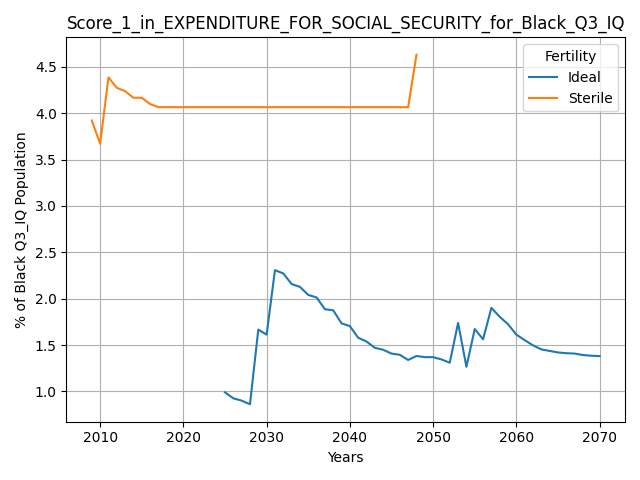 Score_1_in_EXPENDITURE_FOR_SOCIAL_SECURITY_for_Black_Q3_IQ
Fertility
Ideal
Sterile
4.5
4.0
3.5
3.0
2.5
2.0
1.5
1.0
% of Black Q3_IQ Population
2010 2020 2030 2040 2050 2060 2070
Years